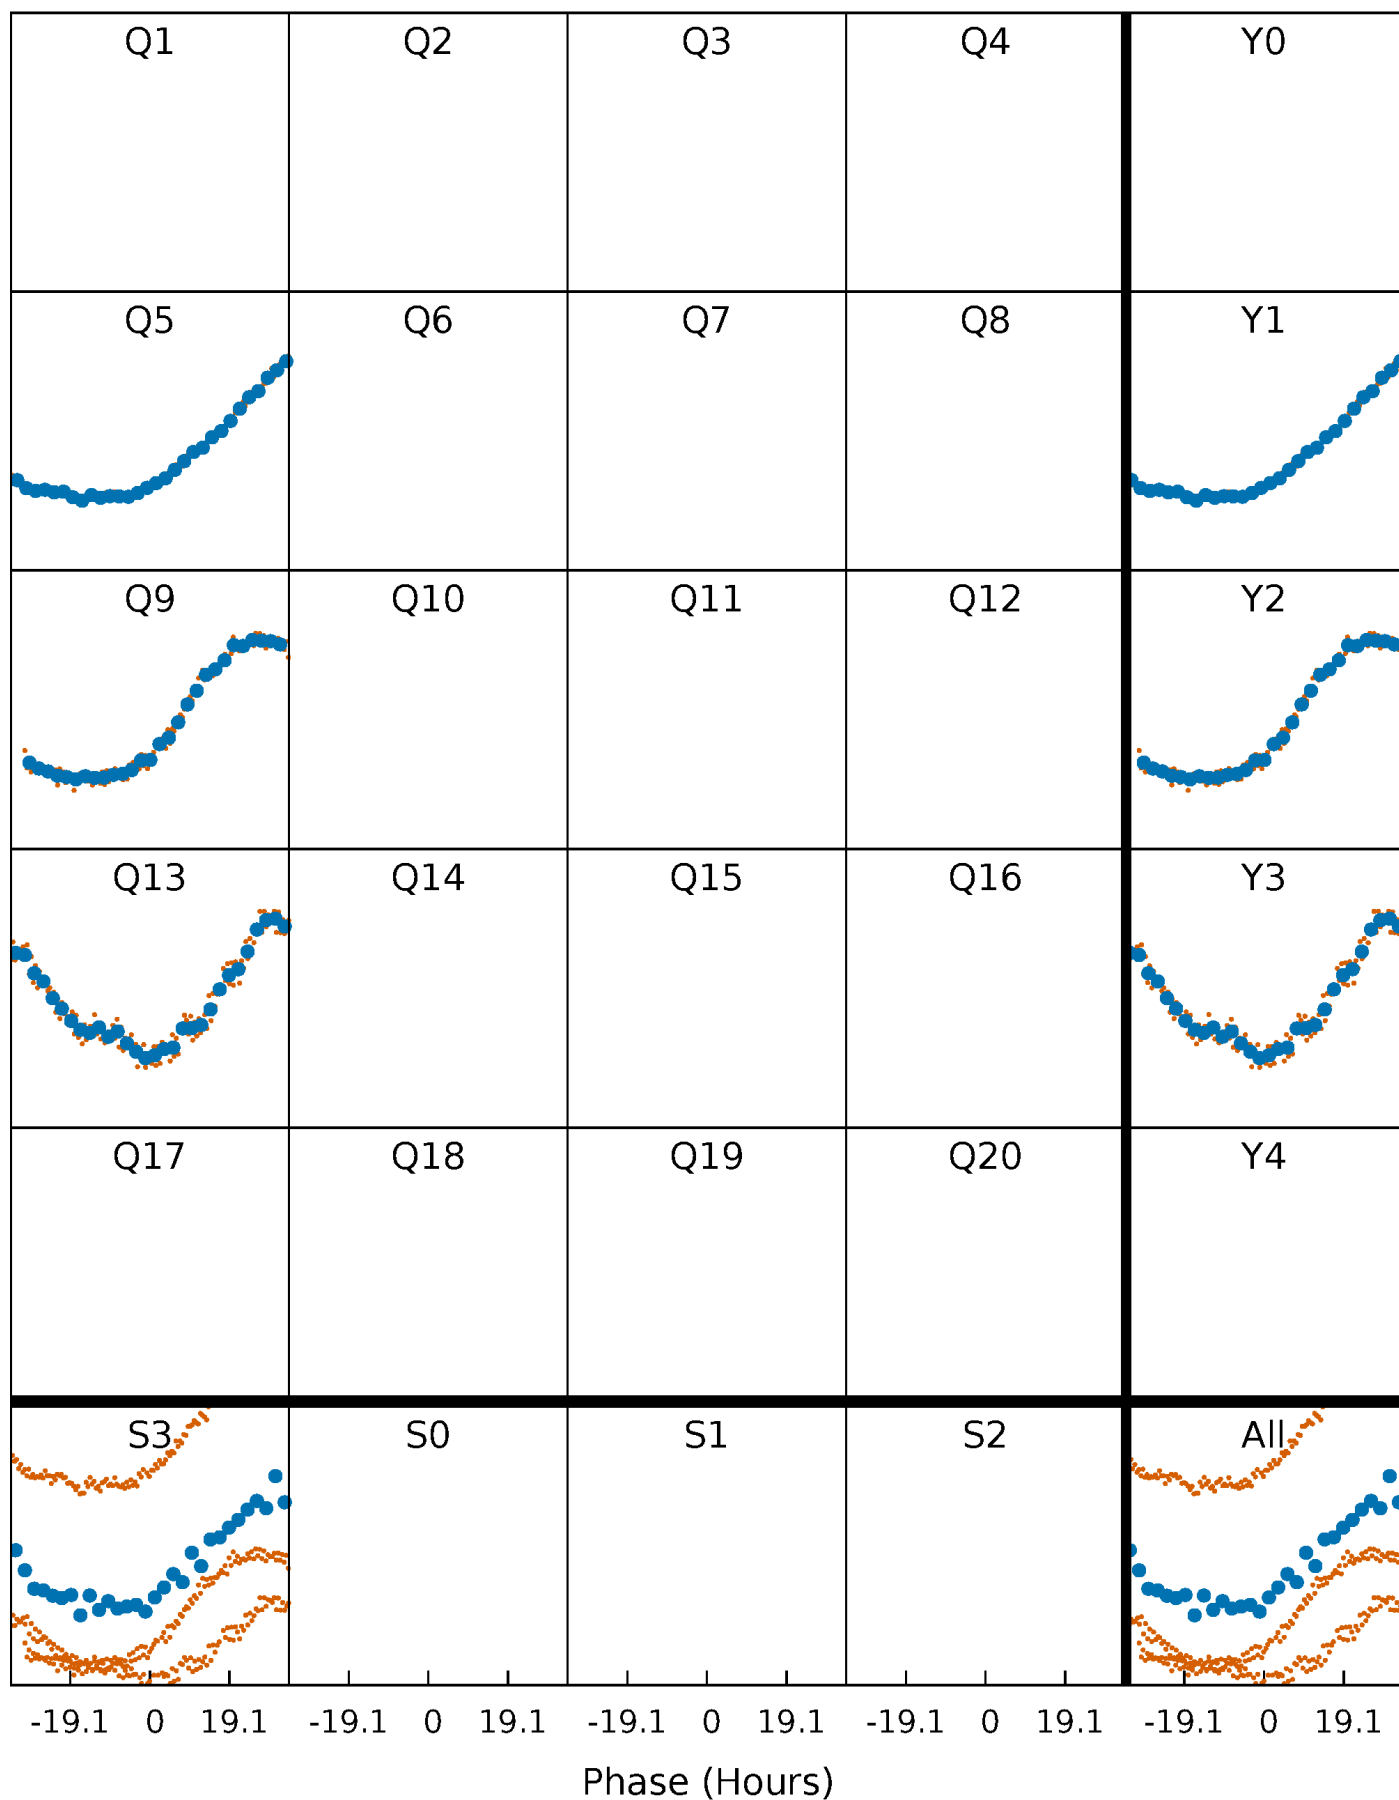 Q1 Q2 Q3 Q4 Y0
Q5 Q6 Q7 Q8 Y1
Q9 Q10 Q11 Q12 Y2
Q13 Q14 Q15 Q16 Y3
Q17 Q18 Q19 Q20 Y4
S3 S0 S1 S2 All
-19.1 0 19.1 -19.1 0 19.1 -19.1 0 19.1 -19.1 0 19.1 -19.1 0 19.1
Phase (Hours)